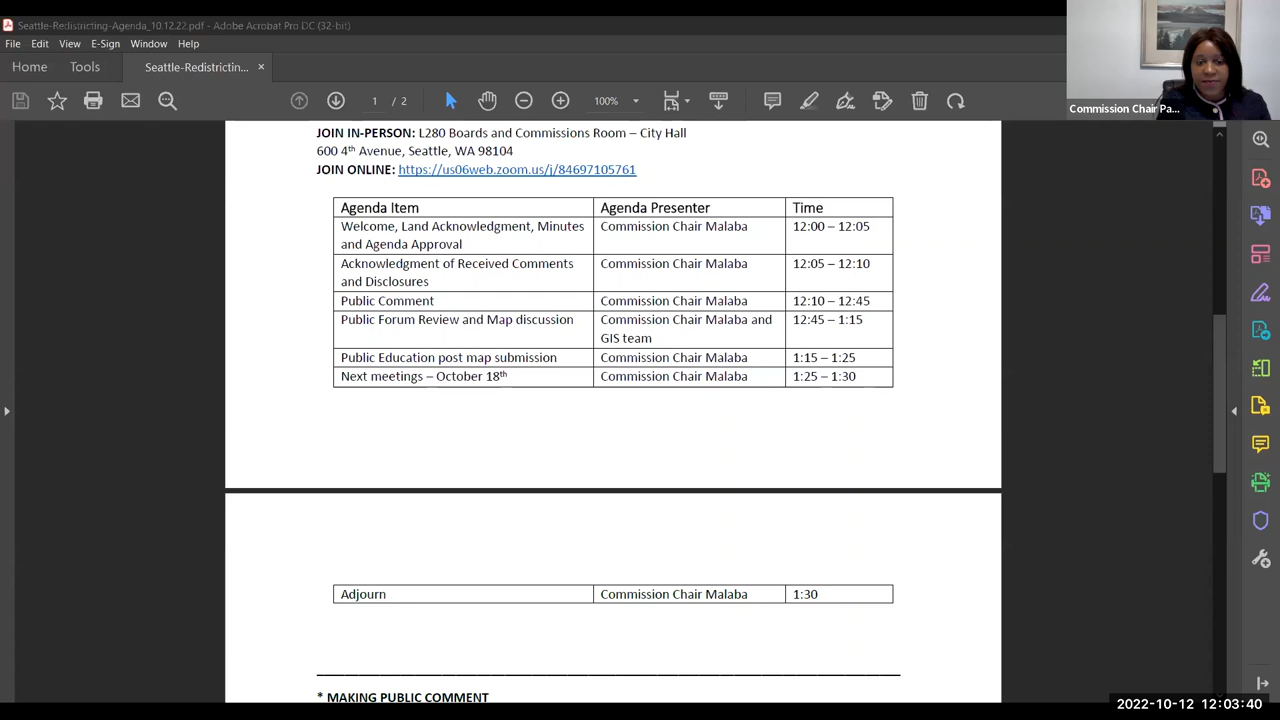 Seattle-Redistricting-Agenda_10.12.22.pdf - Adobe Acrobat Pro DC (32-bit)
File Edit View E-Sign Window Help
Home Tools Seattle-Redistrictin... ×
1 / 2 100%
Commission Chair Pa...
JOIN IN-PERSON: L280 Boards and Commissions Room – City Hall
600 4th Avenue, Seattle, WA 98104
JOIN ONLINE: https://us06web.zoom.us/j/84697105761
Agenda Item Agenda Presenter Time
Welcome, Land Acknowledgment, Minutes Commission Chair Malaba 12:00 – 12:05
and Agenda Approval
Acknowledgment of Received Comments Commission Chair Malaba 12:05 – 12:10
and Disclosures
Public Comment Commission Chair Malaba 12:10 – 12:45
Public Forum Review and Map discussion Commission Chair Malaba and 12:45 – 1:15
GIS team
Public Education post map submission Commission Chair Malaba 1:15 – 1:25
Next meetings – October 18th Commission Chair Malaba 1:25 – 1:30
Adjourn Commission Chair Malaba 1:30
* MAKING PUBLIC COMMENT
2022-10-12 12:03:40